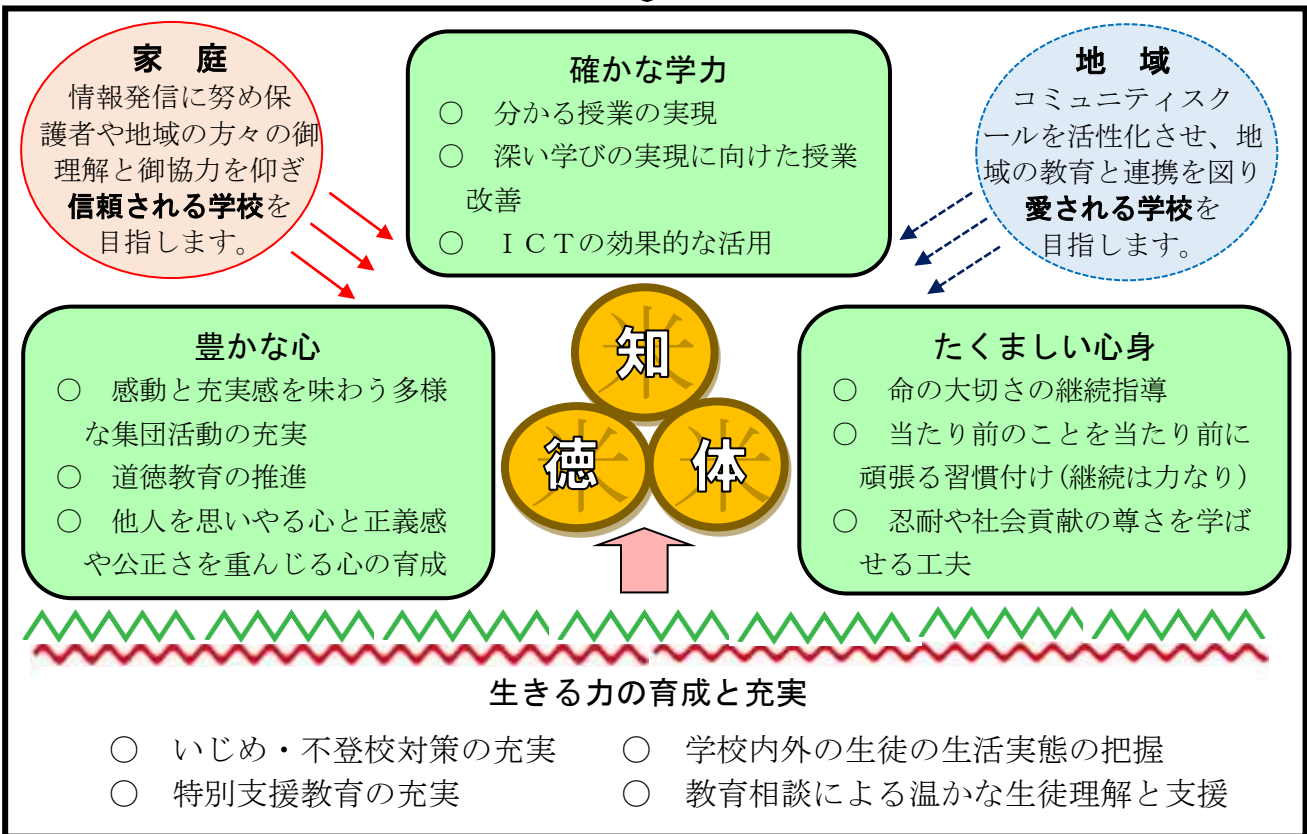 家　庭
情報発信に努め保
護者や地域の方々の御
理解と御協力を仰ぎ
信頼される学校を
目指します。
確かな学力
○　分かる授業の実現
○　深い学びの実現に向けた授業
改善
○　ＩＣＴの効果的な活用
地　域
コミュニティスク
ールを活性化させ、地
域の教育と連携を図り
愛される学校を
目指します。
豊かな心
○　感動と充実感を味わう多様
な集団活動の充実
○　道徳教育の推進
○　他人を思いやる心と正義感
や公正さを重んじる心の育成
米
知
米
徳
米
体
たくましい心身
○　命の大切さの継続指導
○　当たり前のことを当たり前に
頑張る習慣付け(継続は力なり)
○　忍耐や社会貢献の尊さを学ば
せる工夫
生きる力の育成と充実
○　いじめ・不登校対策の充実
○　学校内外の生徒の生活実態の把握
○　特別支援教育の充実
○　教育相談による温かな生徒理解と支援